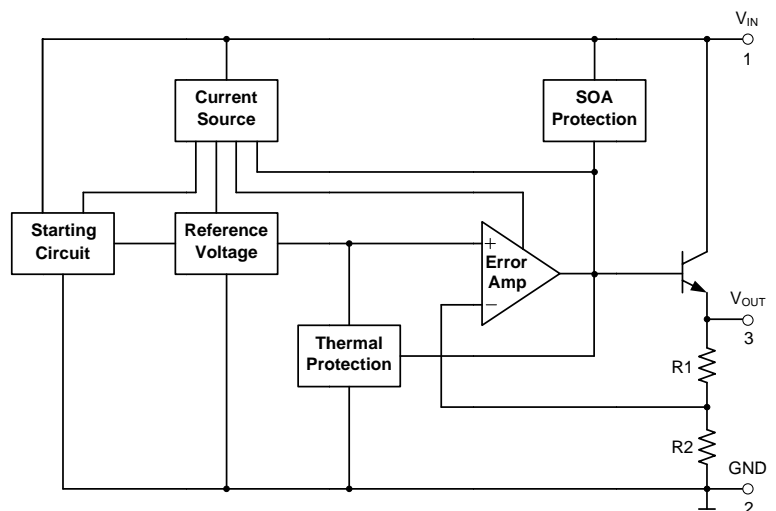 V_IN
1
Current
Source
SOA
Protection
Starting
Circuit
Reference
Voltage
+
Error
Amp
−
V_OUT
3
Thermal
Protection
R1
R2
GND
2